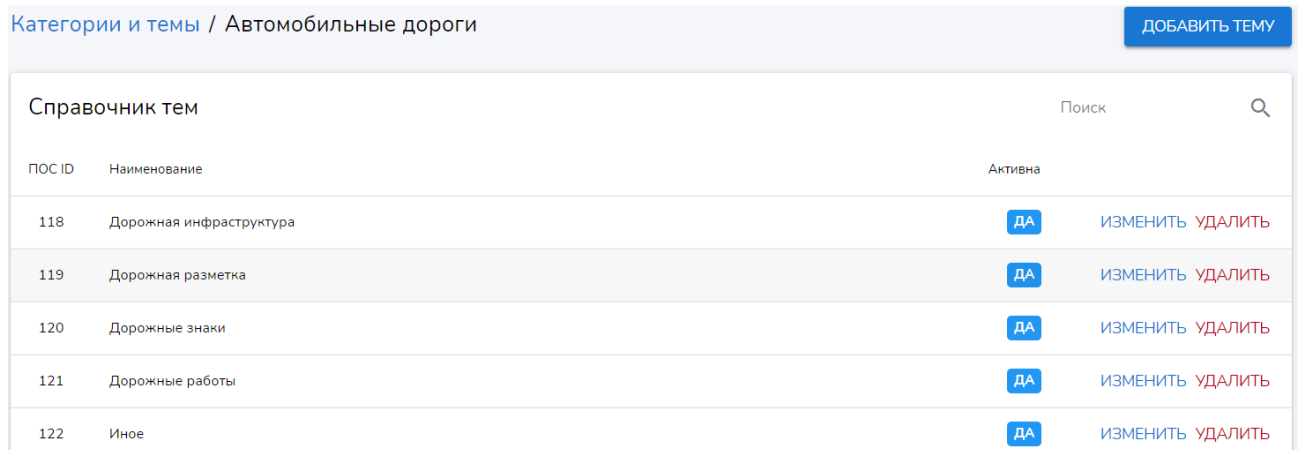 Категории и темы / Автомобильные дороги
ДОБАВИТЬ ТЕМУ
Справочник тем
Поиск
ПОС ID Наименование Активна
118 Дорожная инфраструктура ДА ИЗМЕНИТЬ УДАЛИТЬ
119 Дорожная разметка ДА ИЗМЕНИТЬ УДАЛИТЬ
120 Дорожные знаки ДА ИЗМЕНИТЬ УДАЛИТЬ
121 Дорожные работы ДА ИЗМЕНИТЬ УДАЛИТЬ
122 Иное ДА ИЗМЕНИТЬ УДАЛИТЬ